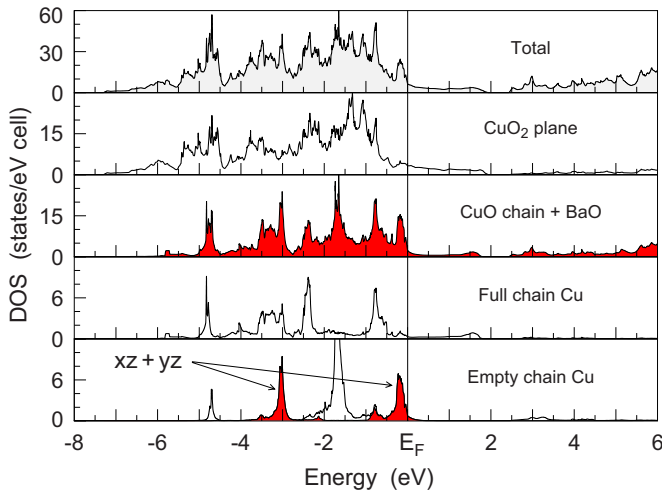 60
30
0
Total
15
CuO₂ plane
15
0
CuO chain + BaO
6
0
Full chain Cu
6
0
xz + yz
Empty chain Cu
-8 -6 -4 -2 E_F 2 4 6
0
Energy (eV)
DOS (states/eV cell)